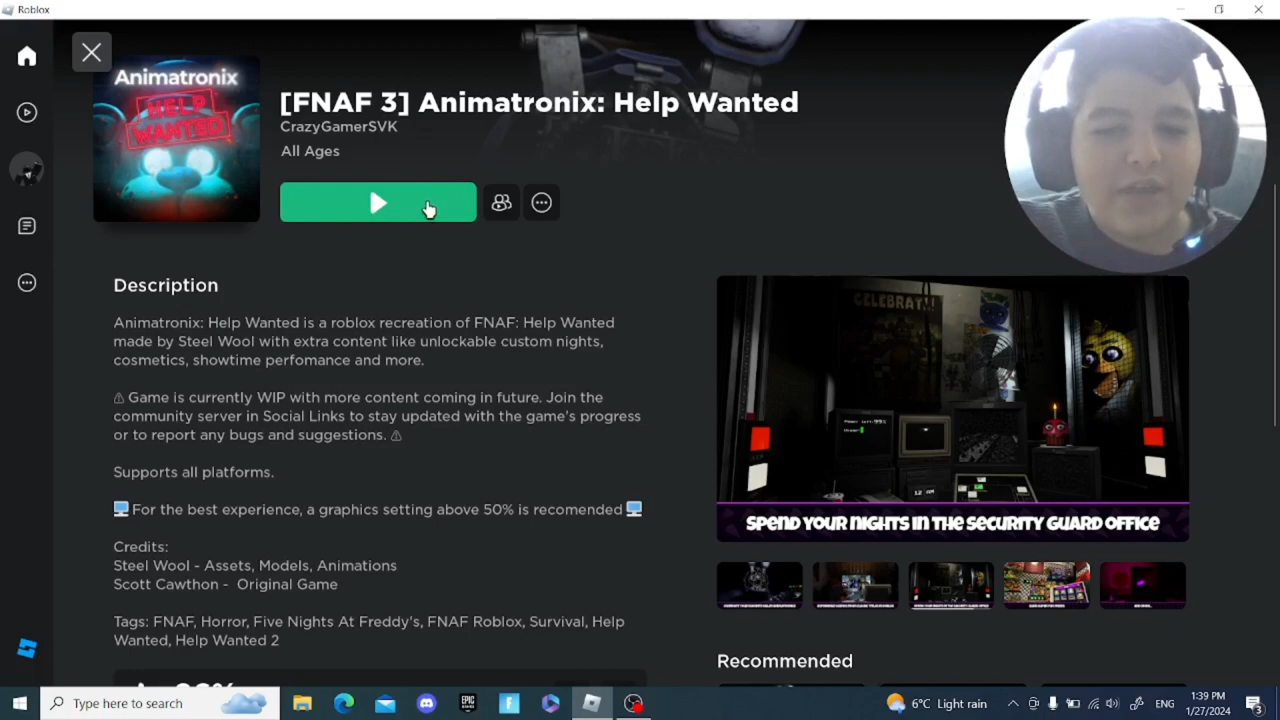 Roblox
Animatronix
HELP
WANTED
[FNAF 3] Animatronix: Help Wanted
CrazyGamerSVK
All Ages
Description
Animatronix: Help Wanted is a roblox recreation of FNAF: Help Wanted
made by Steel Wool with extra content like unlockable custom nights,
cosmetics, showtime perfomance and more.
⚠ Game is currently WIP with more content coming in future. Join the
community server in Social Links to stay updated with the game's progress
or to report any bugs and suggestions. ⚠
Supports all platforms.
🖥️For the best experience, a graphics setting above 50% is recomended🖥️
Credits:
Steel Wool - Assets, Models, Animations
Scott Cawthon - Original Game
Tags: FNAF, Horror, Five Nights At Freddy's, FNAF Roblox, Survival, Help
Wanted, Help Wanted 2
CELEBRATE!
12 AM
SPEND YOUR NIGHTS IN THE SECURITY GUARD OFFICE
Recommended
Type here to search
EPIC
GAMES
6°C Light rain
ENG
1:39 PM
1/27/2024
3